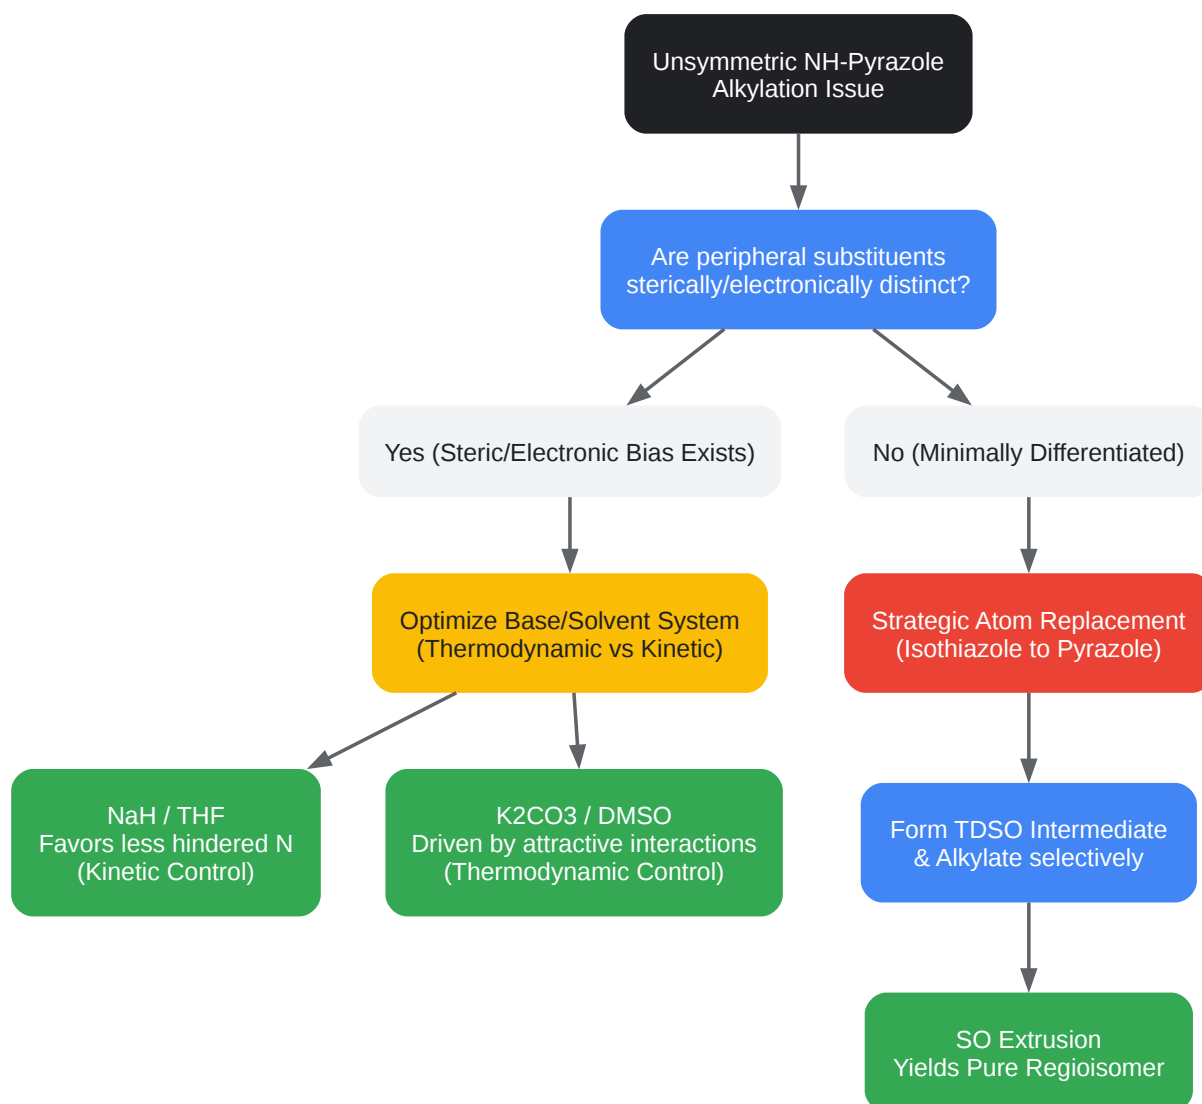 Unsymmetric NH-Pyrazole
Alkylation Issue
Are peripheral substituents
sterically/electronically distinct?
Yes (Steric/Electronic Bias Exists)
No (Minimally Differentiated)
Optimize Base/Solvent System
(Thermodynamic vs Kinetic)
Strategic Atom Replacement
(Isothiazole to Pyrazole)
NaH / THF
Favors less hindered N
(Kinetic Control)
K2CO3 / DMSO
Driven by attractive interactions
(Thermodynamic Control)
Form TDSO Intermediate
& Alkylate selectively
SO Extrusion
Yields Pure Regioisomer